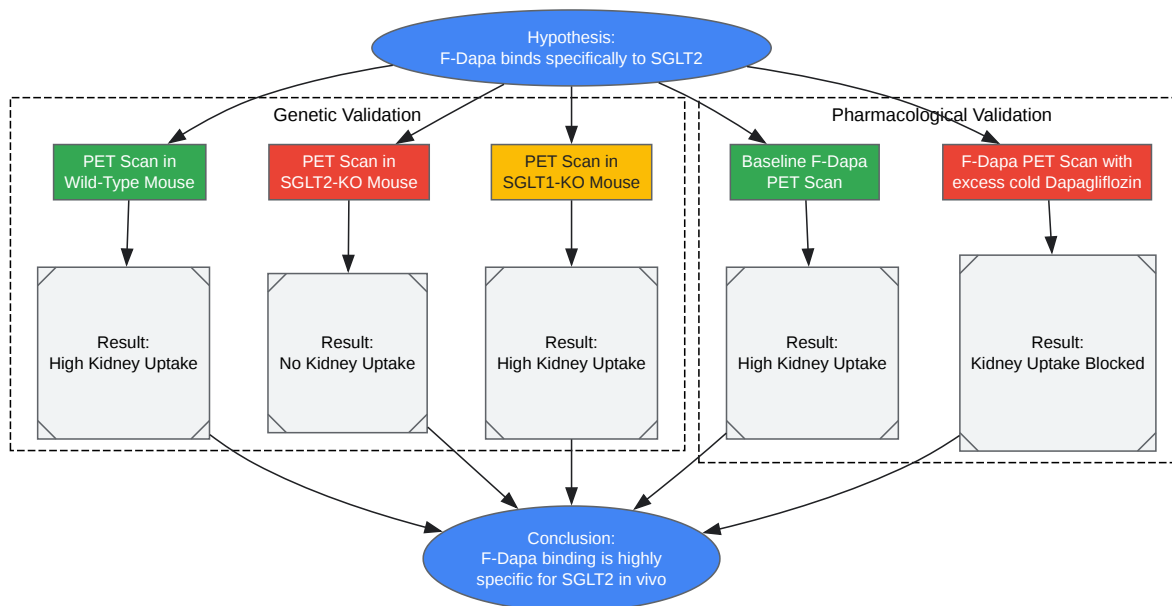 Hypothesis:
F-Dapa binds specifically to SGLT2
Genetic Validation
Pharmacological Validation
PET Scan in
Wild-Type Mouse
PET Scan in
SGLT2-KO Mouse
PET Scan in
SGLT1-KO Mouse
Baseline F-Dapa
PET Scan
F-Dapa PET Scan with
excess cold Dapagliflozin
Result:
High Kidney Uptake
Result:
No Kidney Uptake
Result:
High Kidney Uptake
Result:
High Kidney Uptake
Result:
Kidney Uptake Blocked
Conclusion:
F-Dapa binding is highly
specific for SGLT2 in vivo